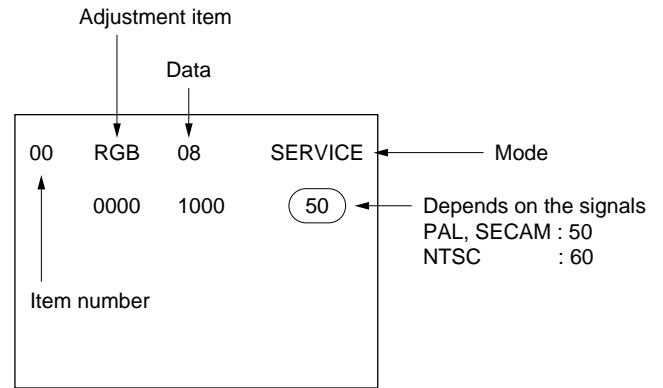 Adjustment item
Data
00 RGB 08 SERVICE
Mode
0000 1000 50
Depends on the signals
PAL, SECAM : 50
NTSC : 60
Item number